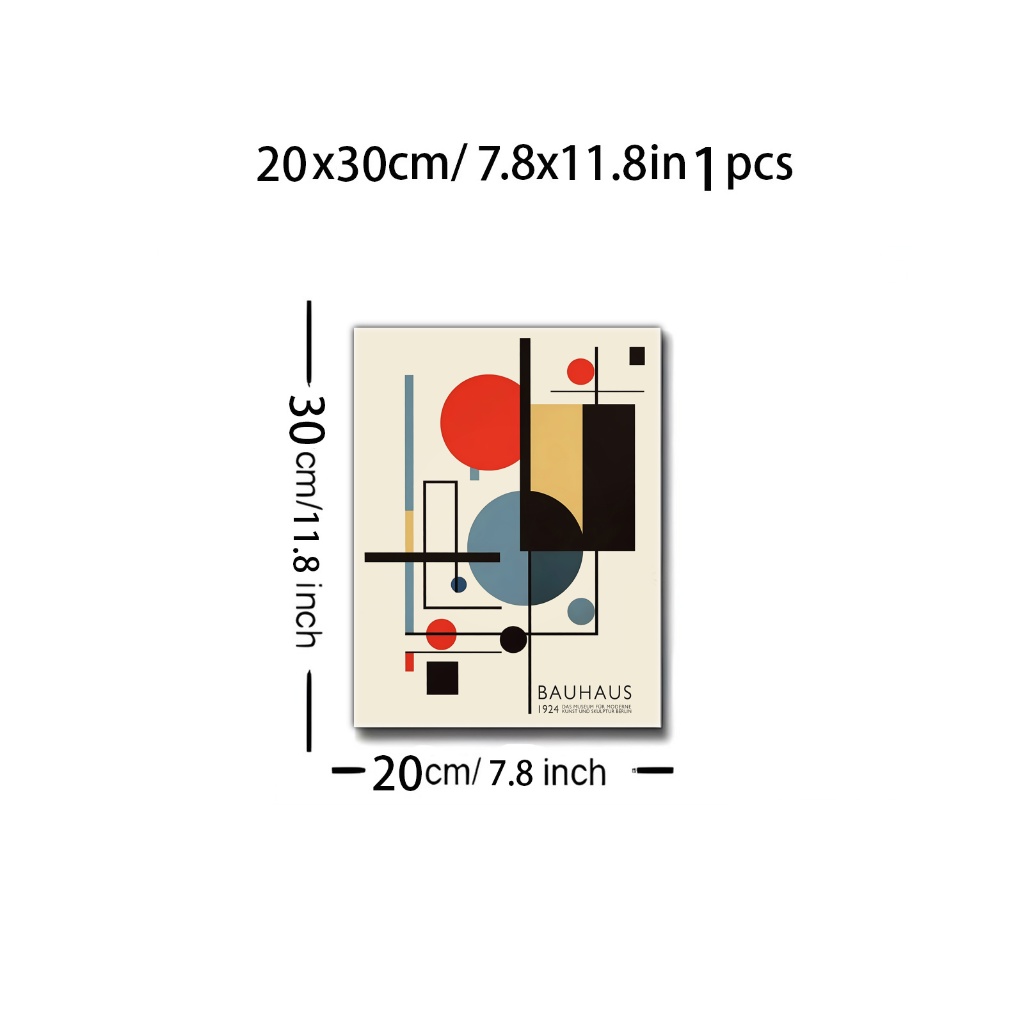 20x30cm/ 7.8x11.8in 1 pcs
30cm/11.8 inch
BAUHAUS
1924 DAS MUSEUM FÜR MODERNE
KUNST UND SKULPTUR BERLIN
20cm/ 7.8 inch